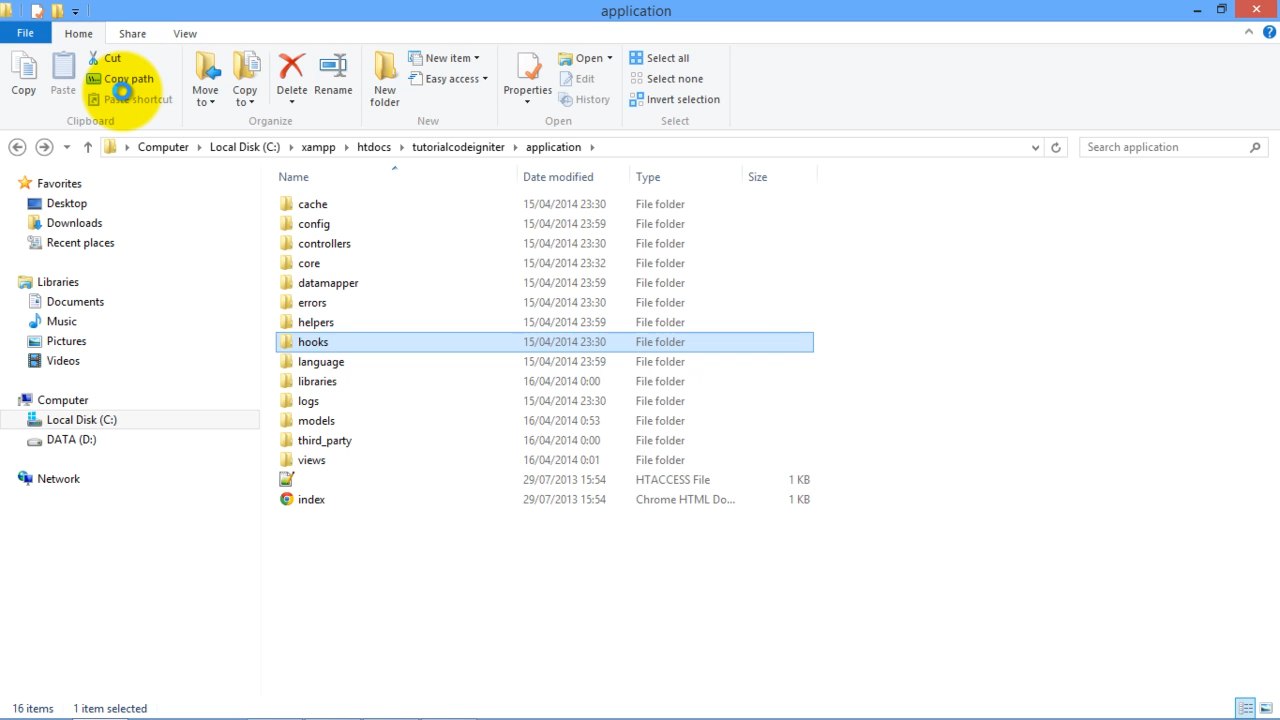 application
File Home Share View
Copy Paste Cut Copy path Paste shortcut
Clipboard
Move to Copy to Delete Rename
Organize
New folder New item Easy access
New
Properties Open Edit History
Open
Select all Select none Invert selection
Select
Computer Local Disk (C:) xampp htdocs tutorialcodeigniter application Search application
Favorites
Desktop
Downloads
Recent places
Libraries
Documents
Music
Pictures
Videos
Computer
Local Disk (C:)
DATA (D:)
Network
Name Date modified Type Size
cache 15/04/2014 23:30 File folder
config 15/04/2014 23:59 File folder
controllers 15/04/2014 23:30 File folder
core 15/04/2014 23:32 File folder
datamapper 15/04/2014 23:59 File folder
errors 15/04/2014 23:30 File folder
helpers 15/04/2014 23:59 File folder
hooks 15/04/2014 23:30 File folder
language 15/04/2014 23:59 File folder
libraries 16/04/2014 0:00 File folder
logs 15/04/2014 23:30 File folder
models 16/04/2014 0:53 File folder
third_party 16/04/2014 0:00 File folder
views 16/04/2014 0:01 File folder
29/07/2013 15:54 HTACCESS File 1 KB
index 29/07/2013 15:54 Chrome HTML Do... 1 KB
16 items 1 item selected